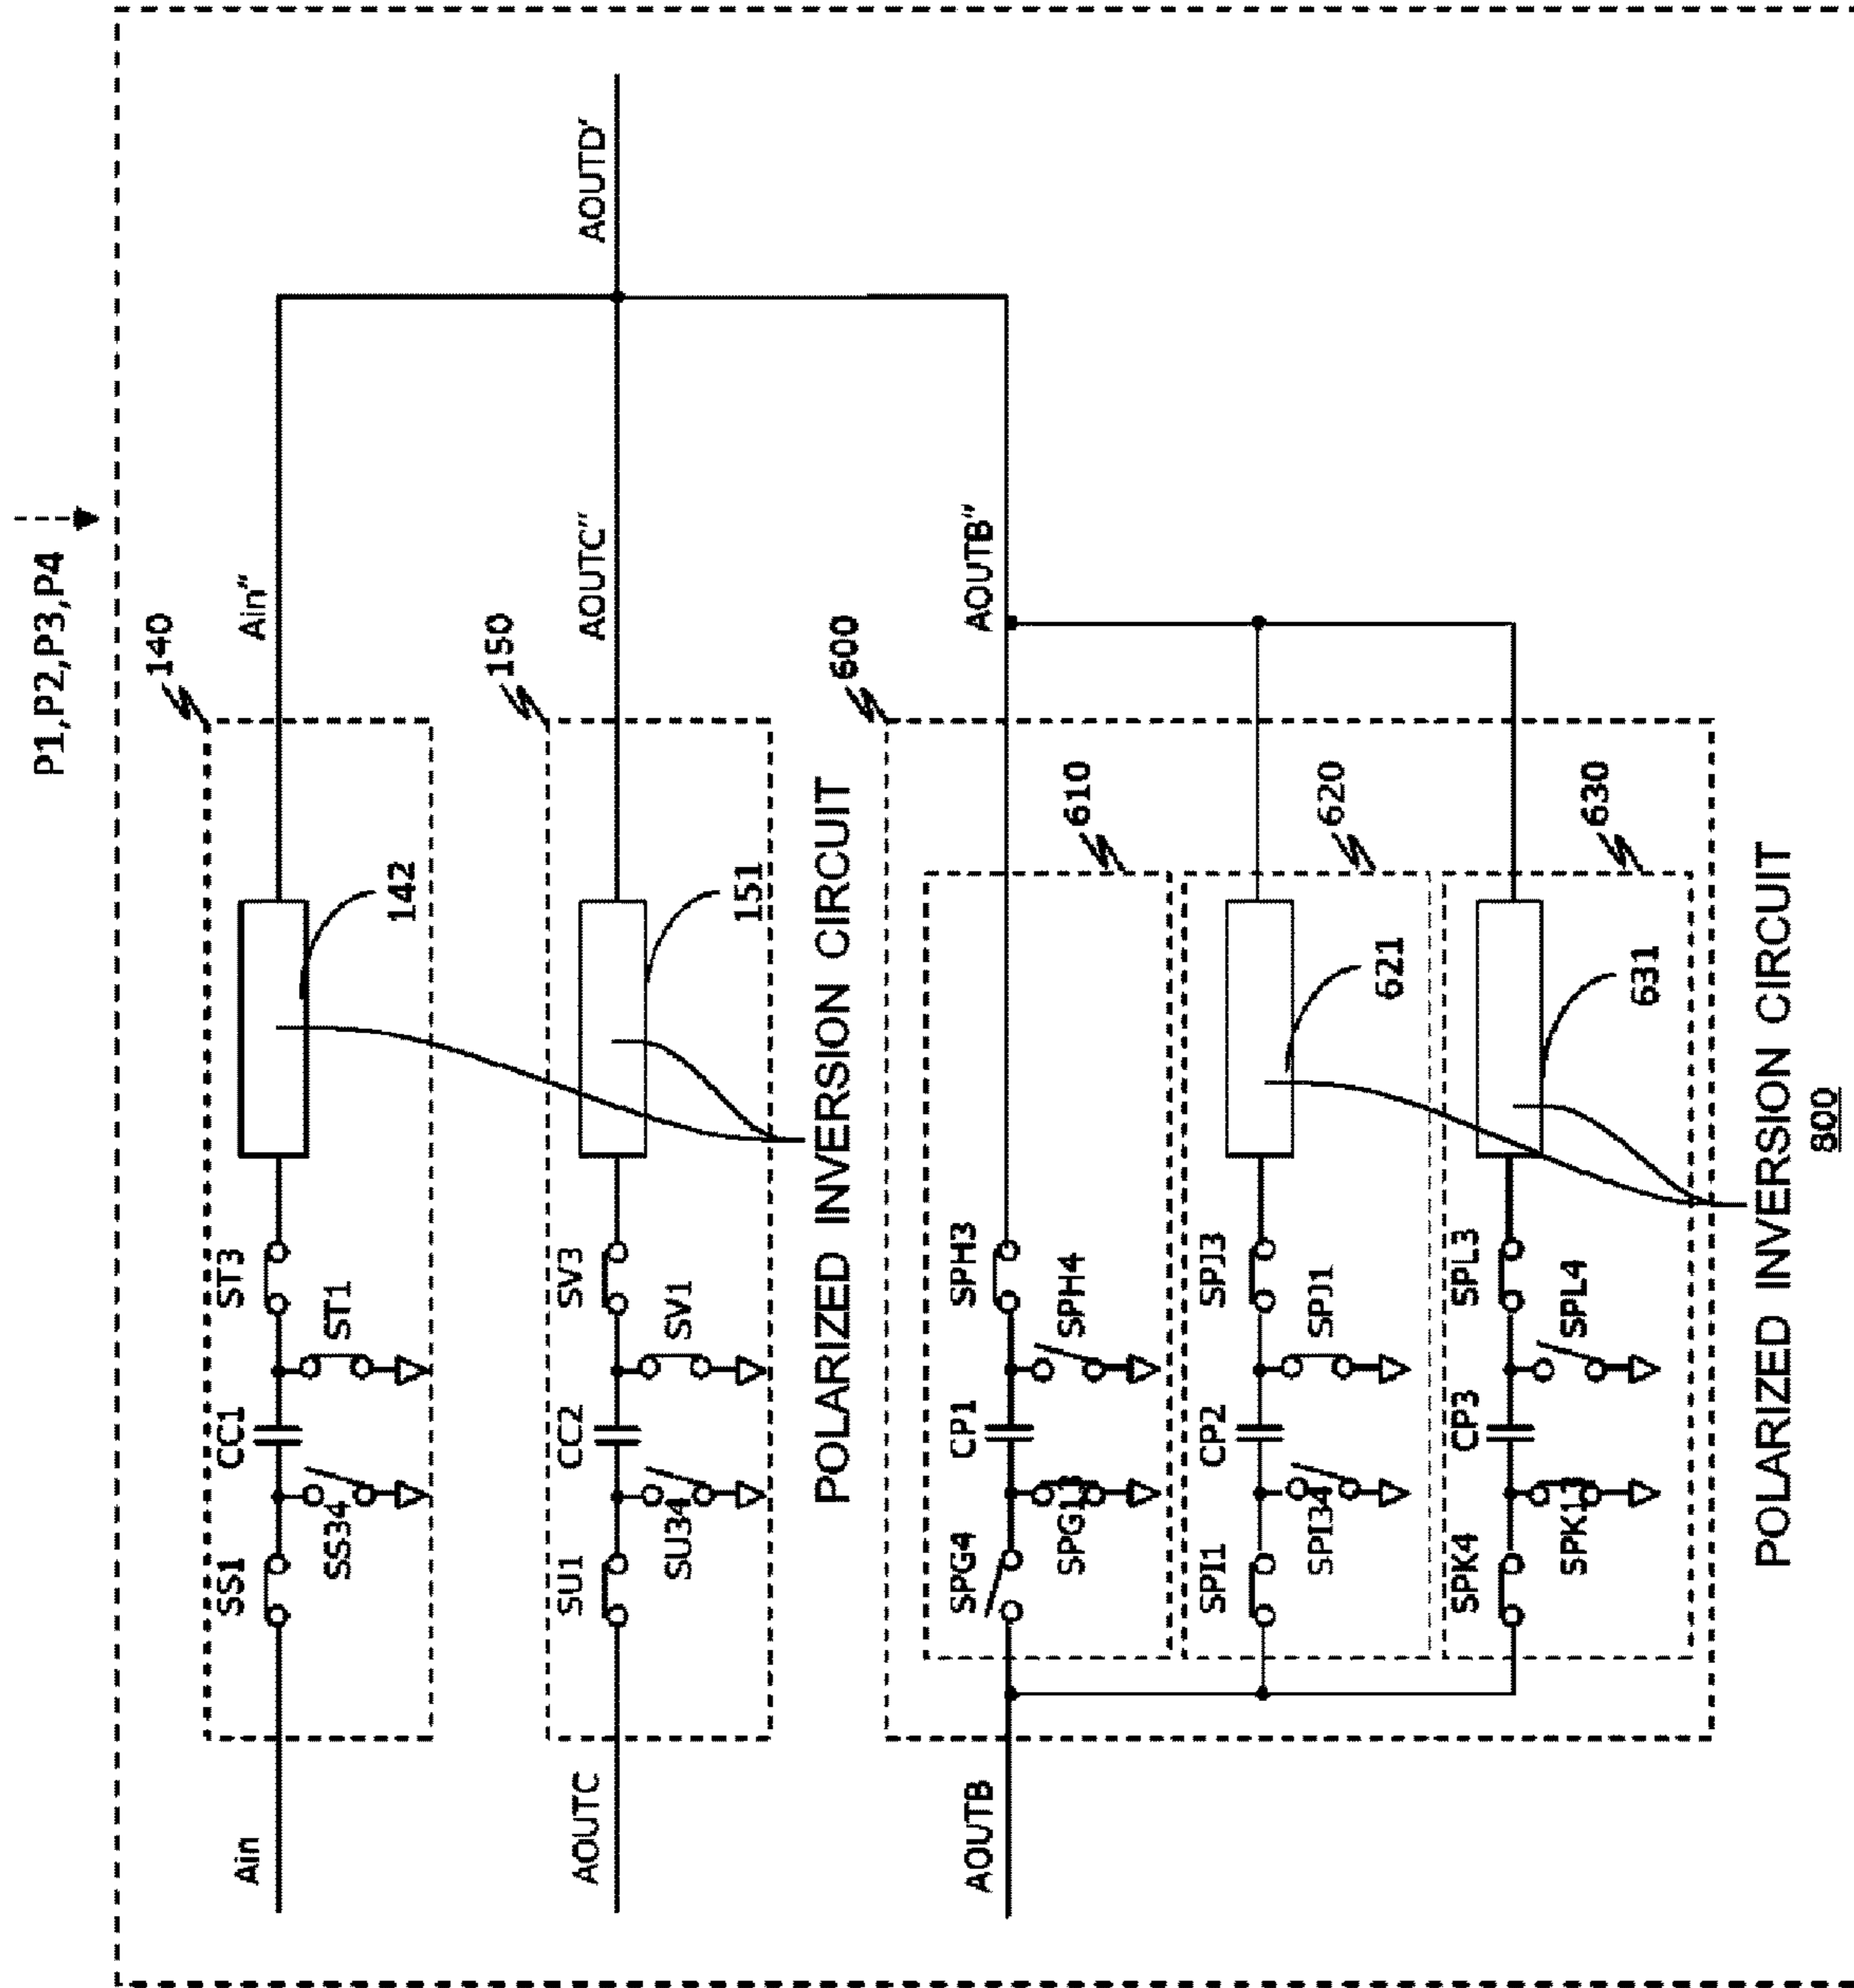 P1,P2,P3,P4
140
Ain
SS1
SS34
CC1
ST3
ST1
142
Ain"
150
AOUTC
SU1
SU34
CC2
SV3
SV1
151
AOUTC"
AOUTD'
POLARIZED INVERSION CIRCUIT
600
AOUTB
610
SPG4
SPG13
CP1
SPH3
SPH4
AOUTB"
620
SPI1
SPI34
CP2
SPJ3
SPJ1
621
630
SPK4
SPK13
CP3
SPL3
SPL4
631
POLARIZED INVERSION CIRCUIT
800